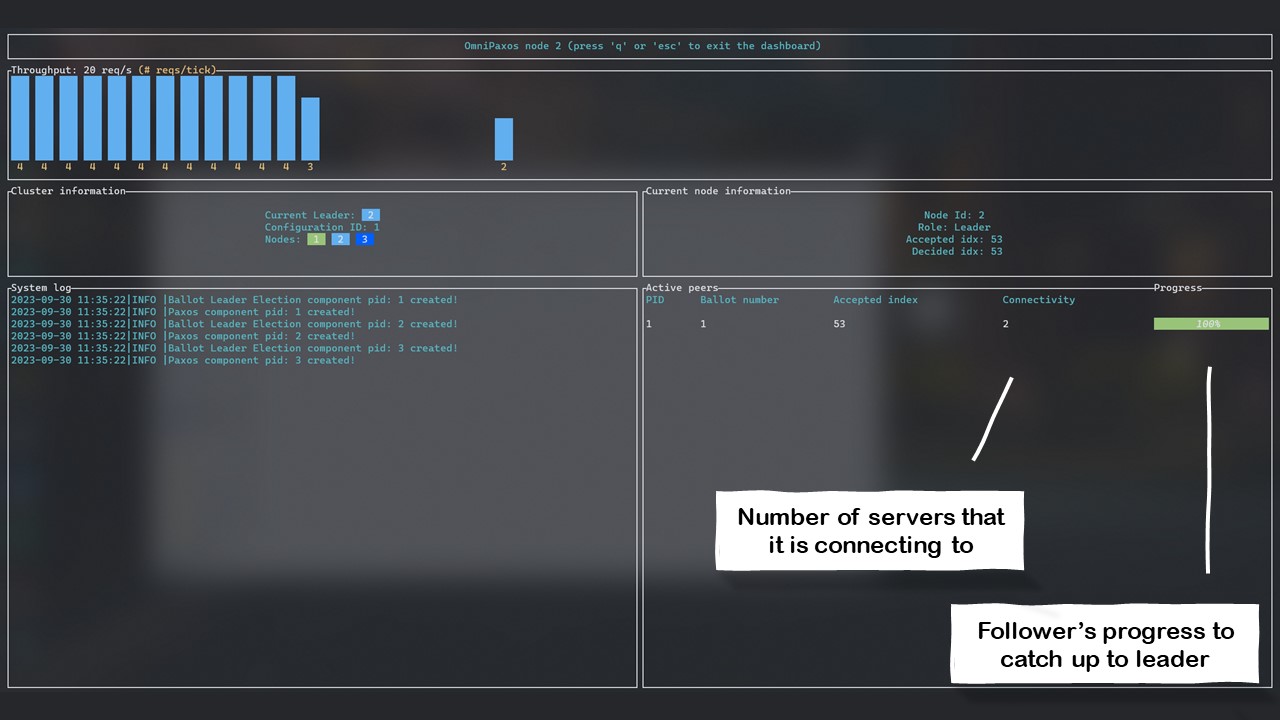 OmniPaxos node 2 (press 'q' or 'esc' to exit the dashboard)
Throughput: 20 req/s (# reqs/tick)
4 4 4 4 4 4 4 4 4 4 4 4 3 2
Cluster information
Current Leader: 2
Configuration ID: 1
Nodes: 1 2 3
Current node information
Node Id: 2
Role: Leader
Accepted idx: 53
Decided idx: 53
System log
2023-09-30 11:35:22|INFO |Ballot Leader Election component pid: 1 created!
2023-09-30 11:35:22|INFO |Paxos component pid: 1 created!
2023-09-30 11:35:22|INFO |Ballot Leader Election component pid: 2 created!
2023-09-30 11:35:22|INFO |Paxos component pid: 2 created!
2023-09-30 11:35:22|INFO |Ballot Leader Election component pid: 3 created!
2023-09-30 11:35:22|INFO |Paxos component pid: 3 created!
Active peers Progress
PID Ballot number Accepted index Connectivity
1 1 53 2 100%
Number of servers that
it is connecting to
Follower's progress to
catch up to leader